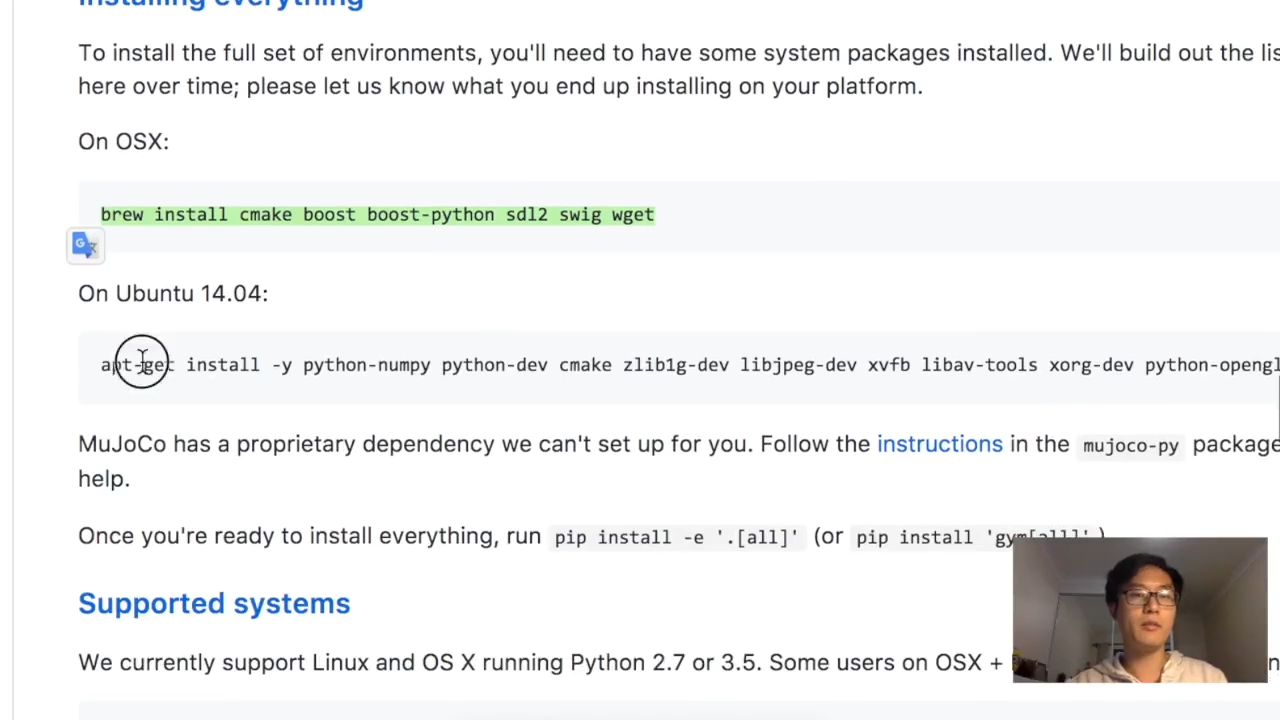 Installing everything
To install the full set of environments, you'll need to have some system packages installed. We'll build out the
here over time; please let us know what you end up installing on your platform.
On OSX:
brew install cmake boost boost-python sdl2 swig wget
G
On Ubuntu 14.04:
apt-get install -y python-numpy python-dev cmake zlib1g-dev libjpeg-dev xvfb libav-tools xorg-dev python-opengl
MuJoCo has a proprietary dependency we can't set up for you. Follow the instructions in the mujoco-py package
help.
Once you're ready to install everything, run pip install -e '.[all]' (or pip install 'gym[all]')
Supported systems
We currently support Linux and OS X running Python 2.7 or 3.5. Some users on OSX +